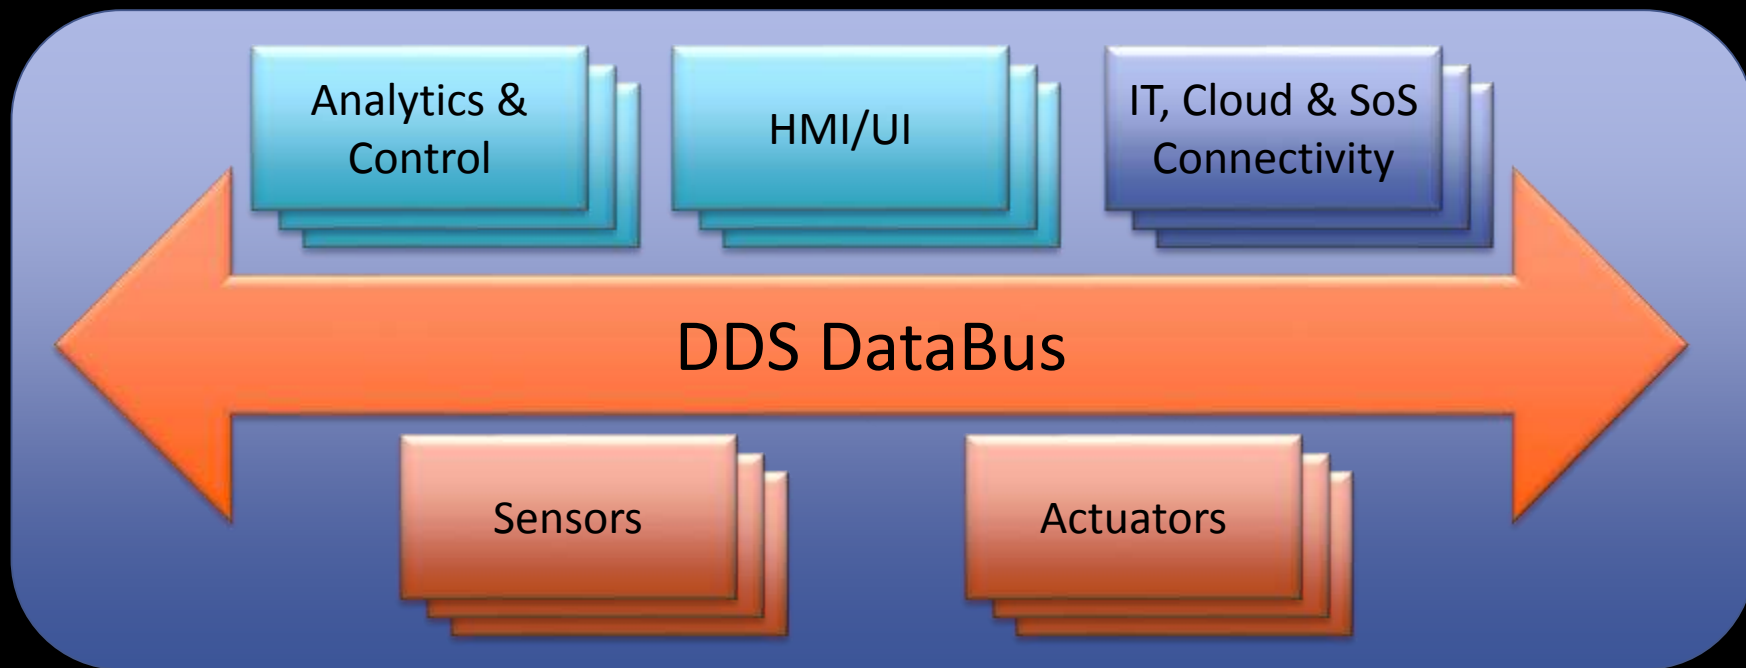 Analytics &
Control
HMI/UI
IT, Cloud & SoS
Connectivity
DDS DataBus
Sensors
Actuators